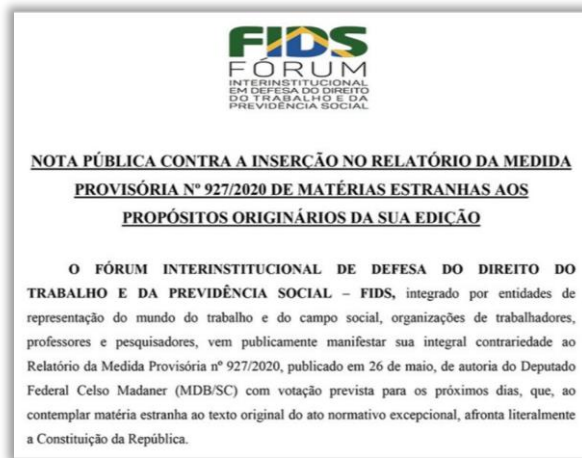 FIDS
FÓRUM
INTERINSTITUCIONAL
EM DEFESA DO DIREITO
DO TRABALHO E DA
PREVIDÊNCIA SOCIAL
NOTA PÚBLICA CONTRA A INSERÇÃO NO RELATÓRIO DA MEDIDA
PROVISÓRIA Nº 927/2020 DE MATÉRIAS ESTRANHAS AOS
PROPÓSITOS ORIGINÁRIOS DA SUA EDIÇÃO
O FÓRUM INTERINSTITUCIONAL DE DEFESA DO DIREITO DO
TRABALHO E DA PREVIDÊNCIA SOCIAL – FIDS, integrado por entidades de
representação do mundo do trabalho e do campo social, organizações de trabalhadores,
professores e pesquisadores, vem publicamente manifestar sua integral contrariedade ao
Relatório da Medida Provisória nº 927/2020, publicado em 26 de maio, de autoria do Deputado
Federal Celso Madaner (MDB/SC) com votação prevista para os próximos dias, que, ao
contemplar matéria estranha ao texto original do ato normativo excepcional, afronta literalmente
a Constituição da República.